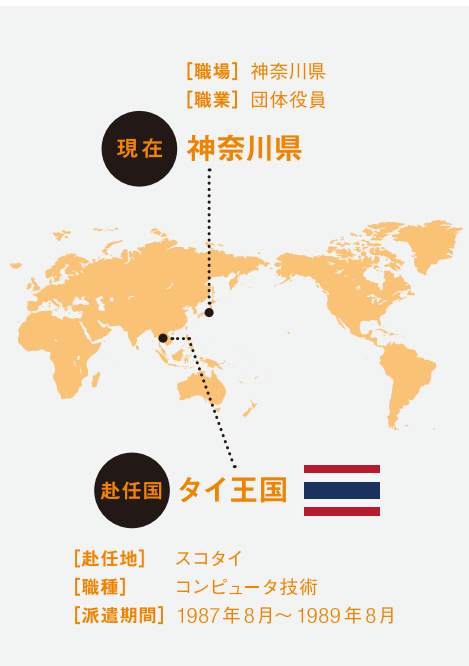 ［職場］神奈川県
［職業］団体役員
現在 神奈川県
赴任国 タイ王国
［赴任地］ スコタイ
［職種］ コンピュータ技術
［派遣期間］ 1987年8月〜1989年8月